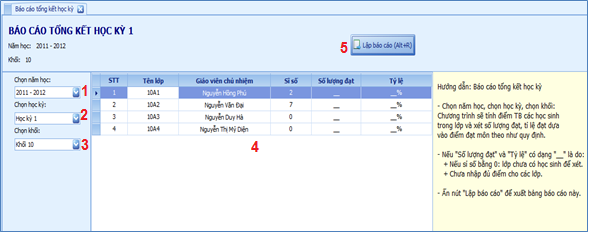 Báo cáo tổng kết học kỳ
BÁO CÁO TỔNG KẾT HỌC KỲ 1
Năm học: 2011 - 2012
Khối: 10
5
Lập báo cáo (Alt+R)
Chọn năm học:
2011 - 2012
1
Chọn học kỳ:
Học kỳ 1
2
Chọn khối:
Khối 10
3
STT Tên lớp Giáo viên chủ nhiệm Sỉ số Số lượng đạt Tỷ lệ
1 10A1 Nguyễn Hồng Phú 2 __ __%
2 10A2 Nguyễn Văn Đại 7 __ __%
3 10A3 Nguyễn Duy Hà 0 __ __%
4 10A4 Nguyễn Thị Mỹ Diện 0 __ __%
4
Hướng dẫn: Báo cáo tổng kết học kỳ
- Chọn năm học, chọn học kỳ, chọn khối:
Chương trình sẽ tính điểm TB các học sinh
trong lớp và xét số lượng đạt, tỉ lệ đạt dựa
vào điểm đạt môn theo như quy định.
- Nếu "Số lượng đạt" và "Tỷ lệ" có dạng "__" là do:
+ Nếu sỉ số bằng 0: lớp chưa có học sinh để xét.
+ Chưa nhập đủ điểm cho các lớp.
- Ấn nút "Lập báo cáo" để xuất bảng báo cáo này.